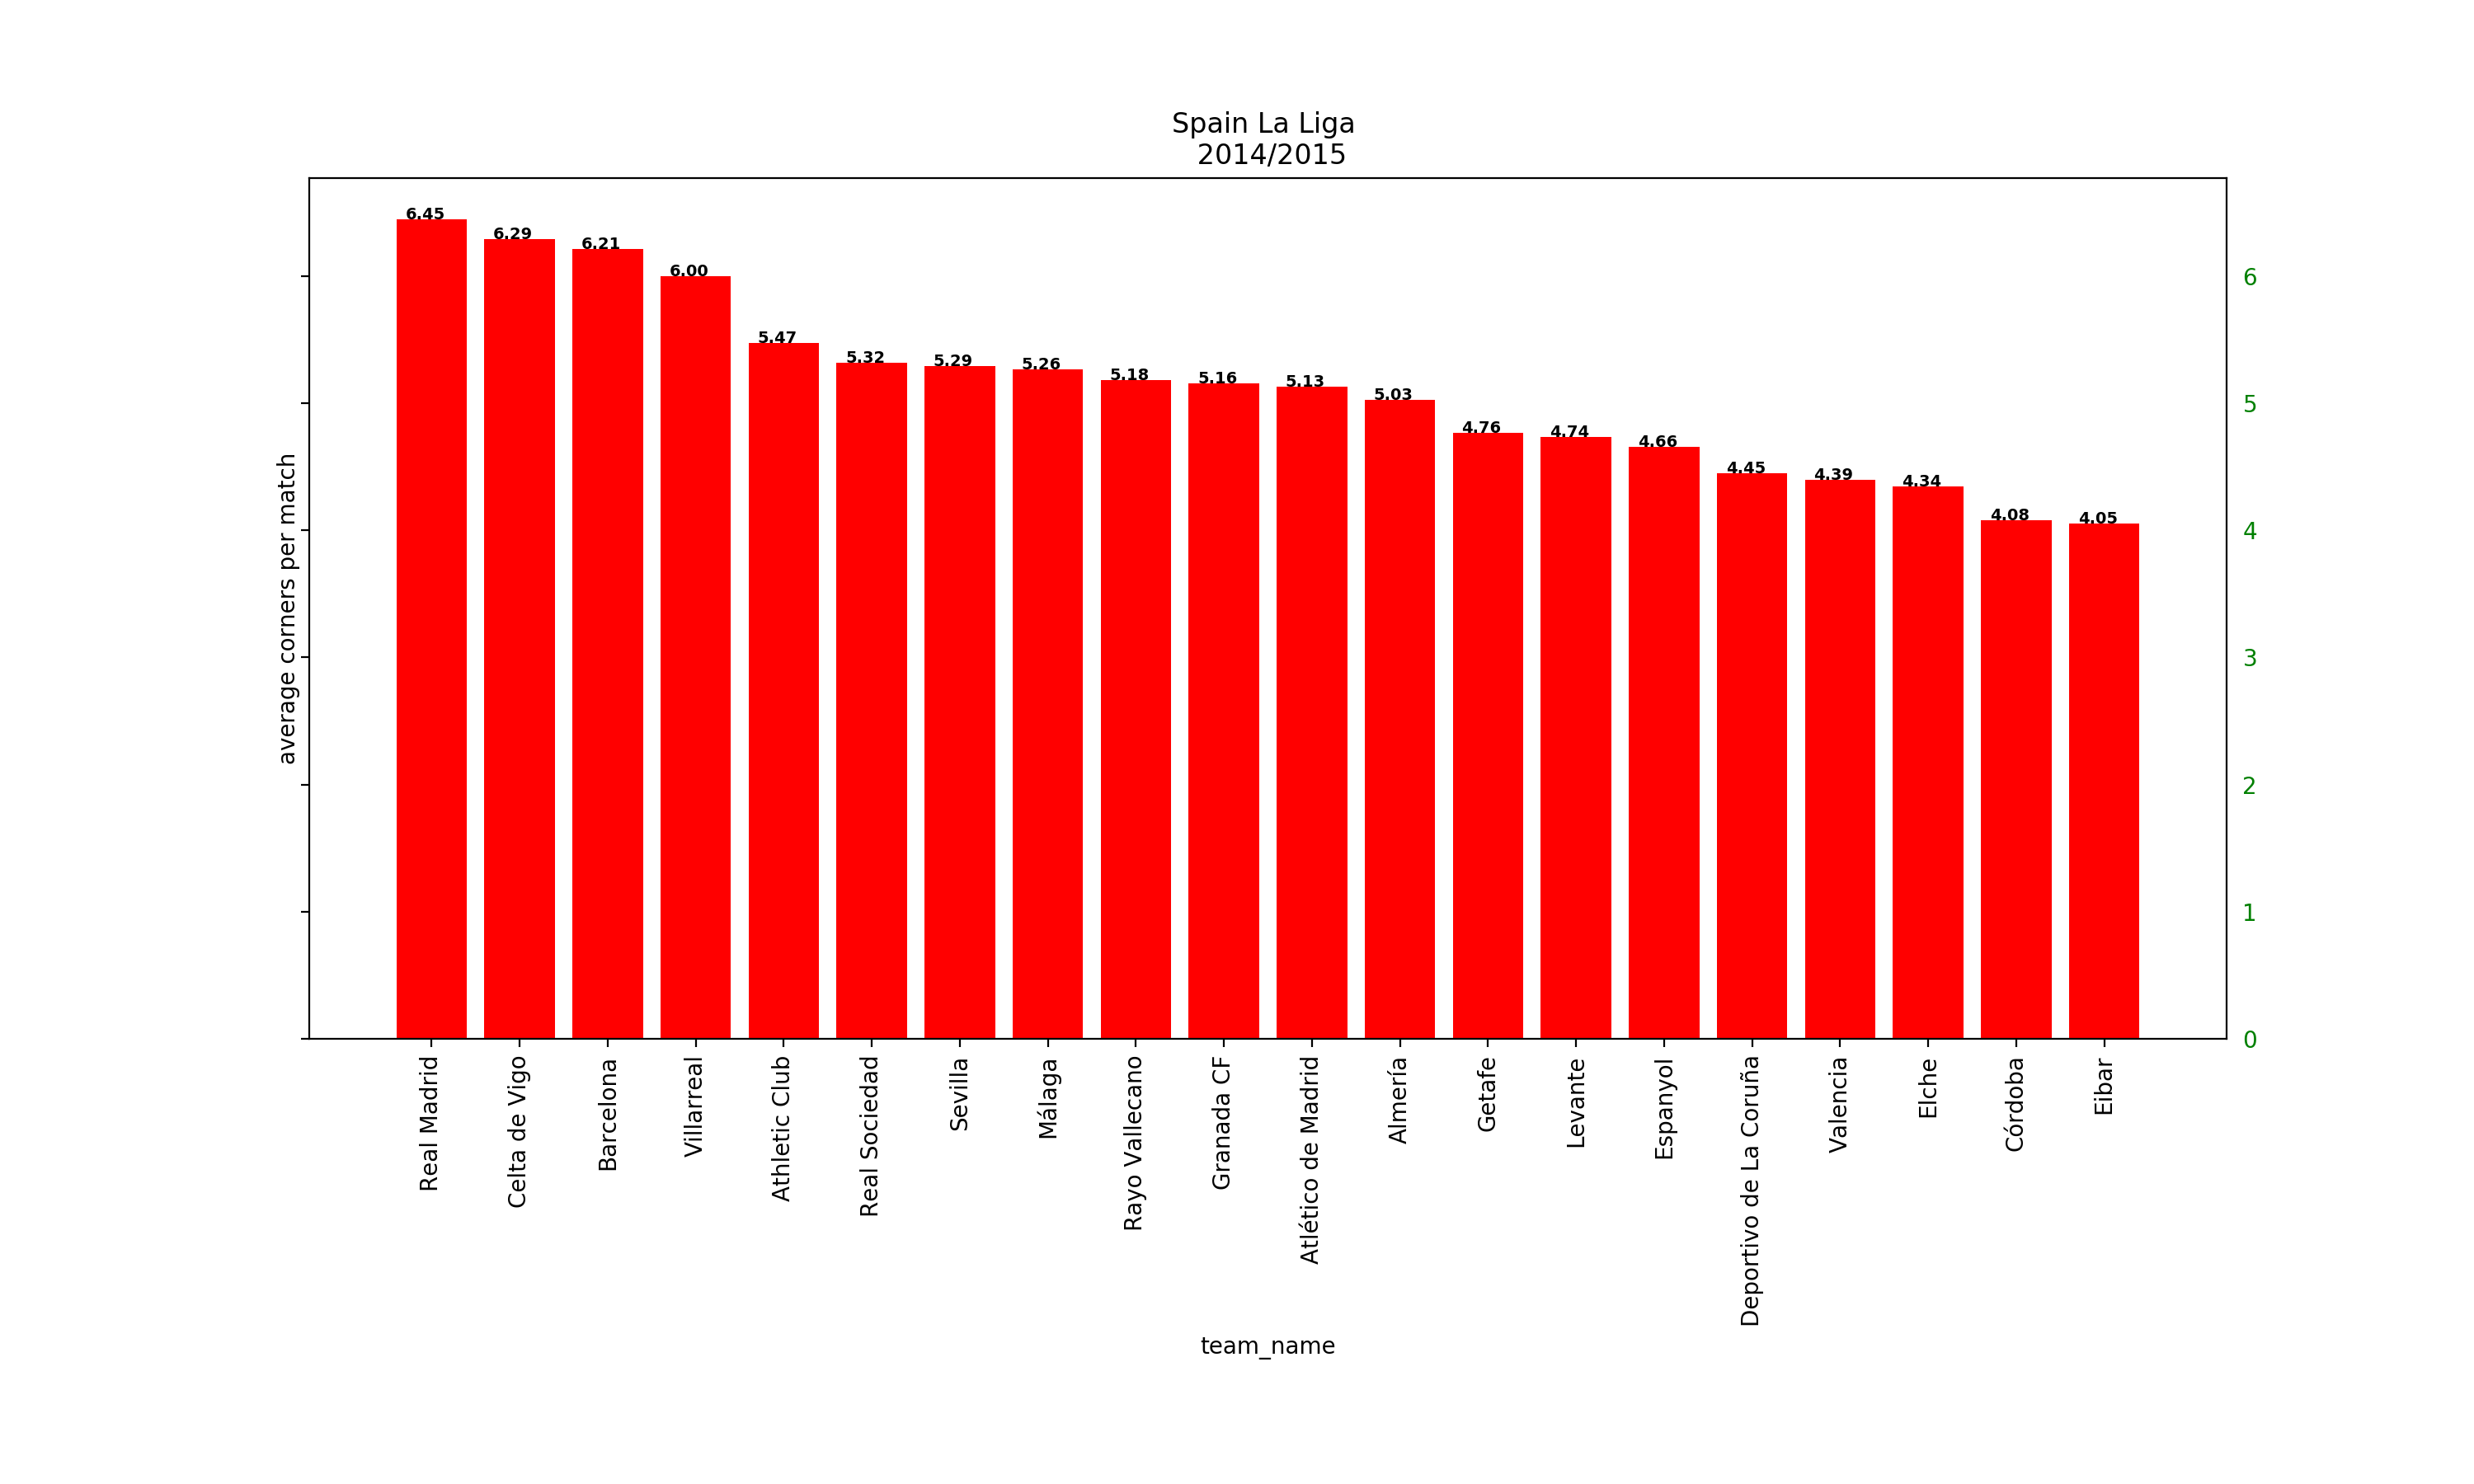 Spain La Liga
2014/2015
average corners per match
6.45
6.29
6.21
6.00
5.47
5.32
5.29
5.26
5.18
5.16
5.13
5.03
4.76
4.74
4.66
4.45
4.39
4.34
4.08
4.05
6
5
4
3
2
1
0
Real Madrid
Celta de Vigo
Barcelona
Villarreal
Athletic Club
Real Sociedad
Sevilla
Málaga
Rayo Vallecano
Granada CF
Atlético de Madrid
Almería
Getafe
Levante
Espanyol
Deportivo de La Coruña
Valencia
Elche
Córdoba
Eibar
team_name